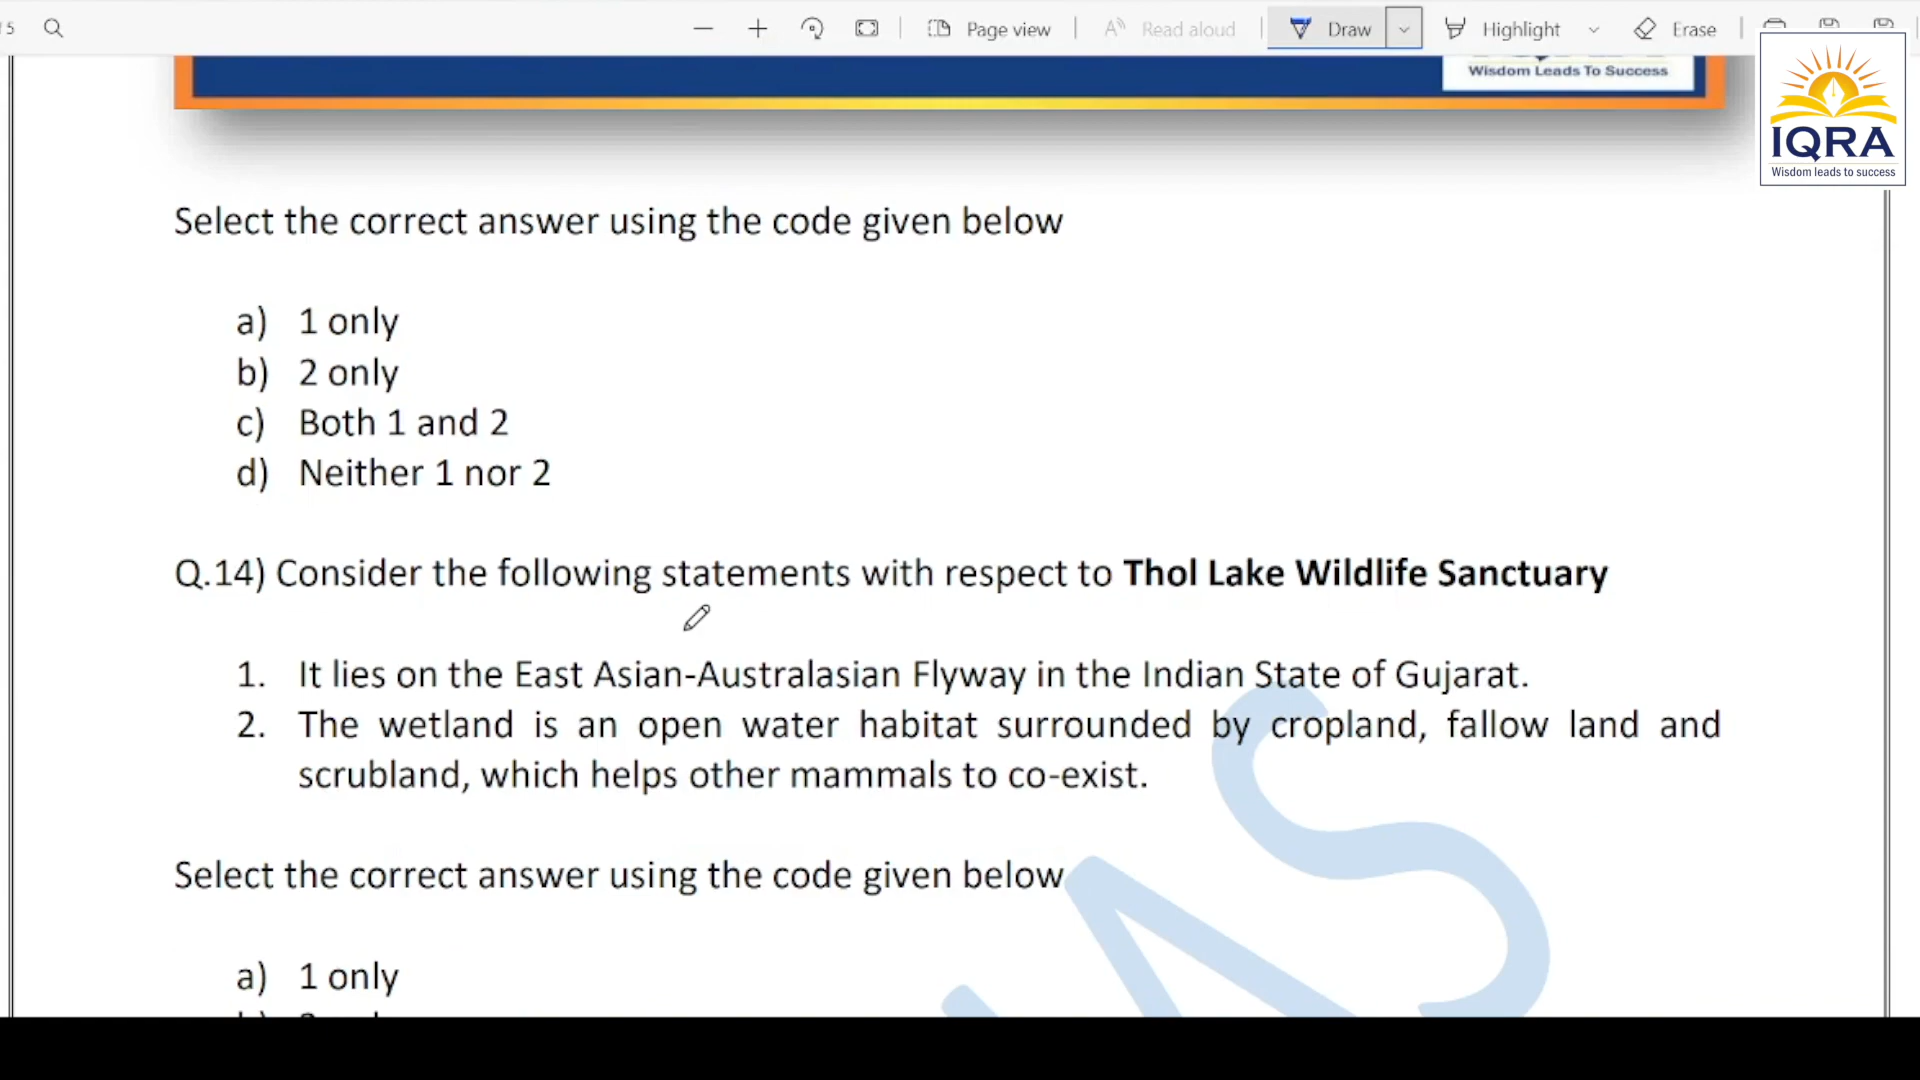 5
Page view
Read aloud
Draw
Highlight
Erase
Wisdom Leads To Success
IQRA
Wisdom leads to success
Select the correct answer using the code given below
a) 1 only
b) 2 only
c) Both 1 and 2
d) Neither 1 nor 2
Q.14) Consider the following statements with respect to Thol Lake Wildlife Sanctuary
1. It lies on the East Asian-Australasian Flyway in the Indian State of Gujarat.
2. The wetland is an open water habitat surrounded by cropland, fallow land and
scrubland, which helps other mammals to co-exist.
Select the correct answer using the code given below
a) 1 only